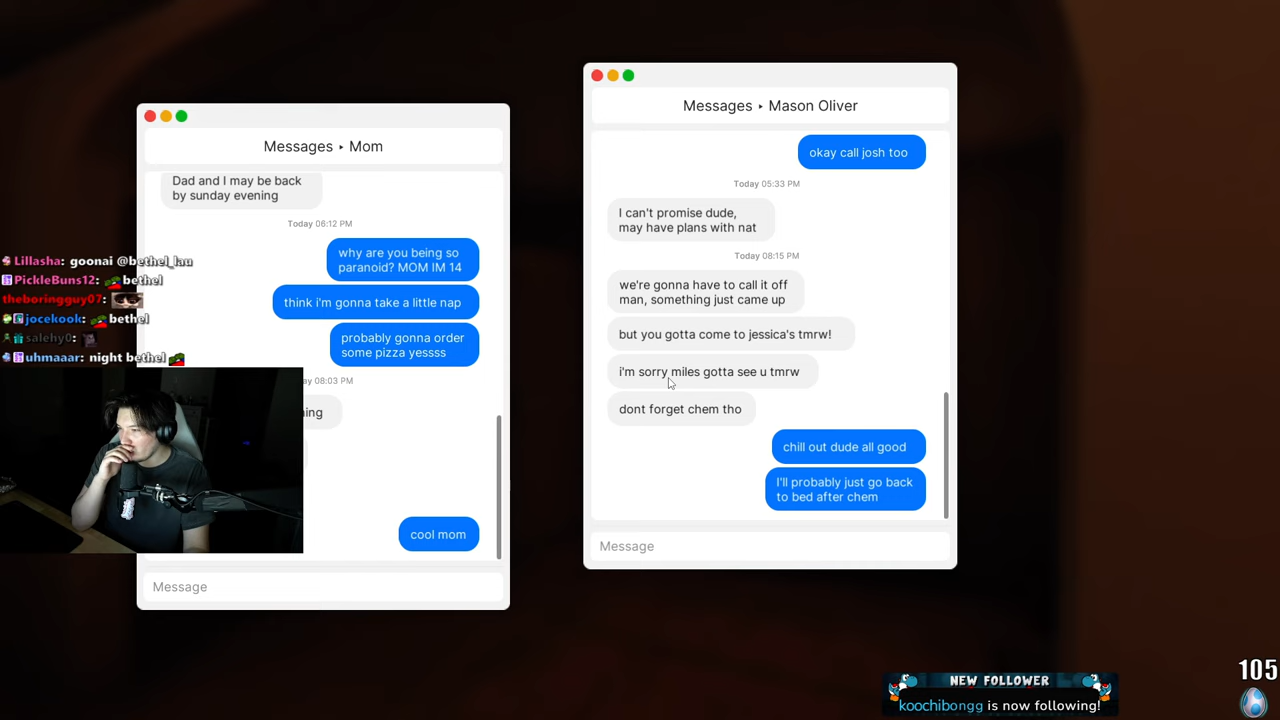 Messages ▸ Mom
Dad and I may be back
by sunday evening
Today 06:12 PM
why are you being so
paranoid? MOM IM 14
think i'm gonna take a little nap
probably gonna order
some pizza yessss
08:03 PM
cool mom
Message
Messages ▸ Mason Oliver
okay call josh too
Today 05:33 PM
I can't promise dude,
may have plans with nat
Today 08:15 PM
we're gonna have to call it off
man, something just came up
but you gotta come to jessica's tmrw!
i'm sorry miles gotta see u tmrw
dont forget chem tho
chill out dude all good
I'll probably just go back
to bed after chem
Message
Lillasha: goonai @bethel_lau
PickleBuns12: bethel
theboringguy07:
jocekook: bethel
salehy0:
uhmaaar: night bethel
NEW FOLLOWER
koochibongg is now following!
105